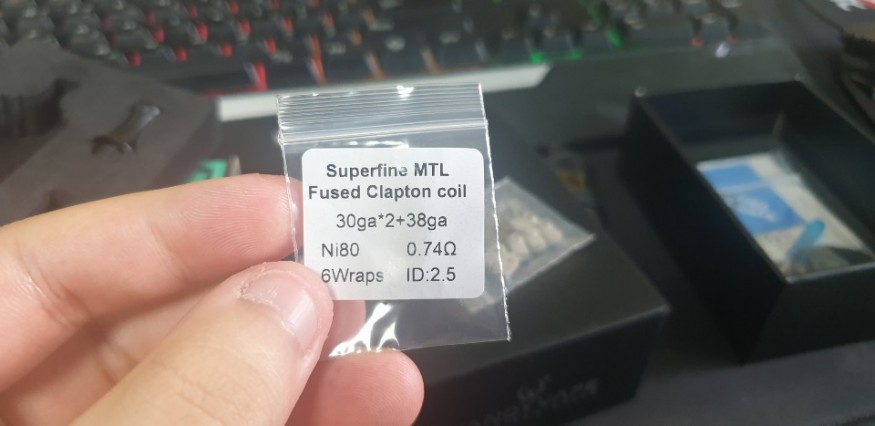 Superfine MTL
Fused Clapton coil
30ga*2+38ga
Ni80 0.74Ω
6Wraps ID:2.5